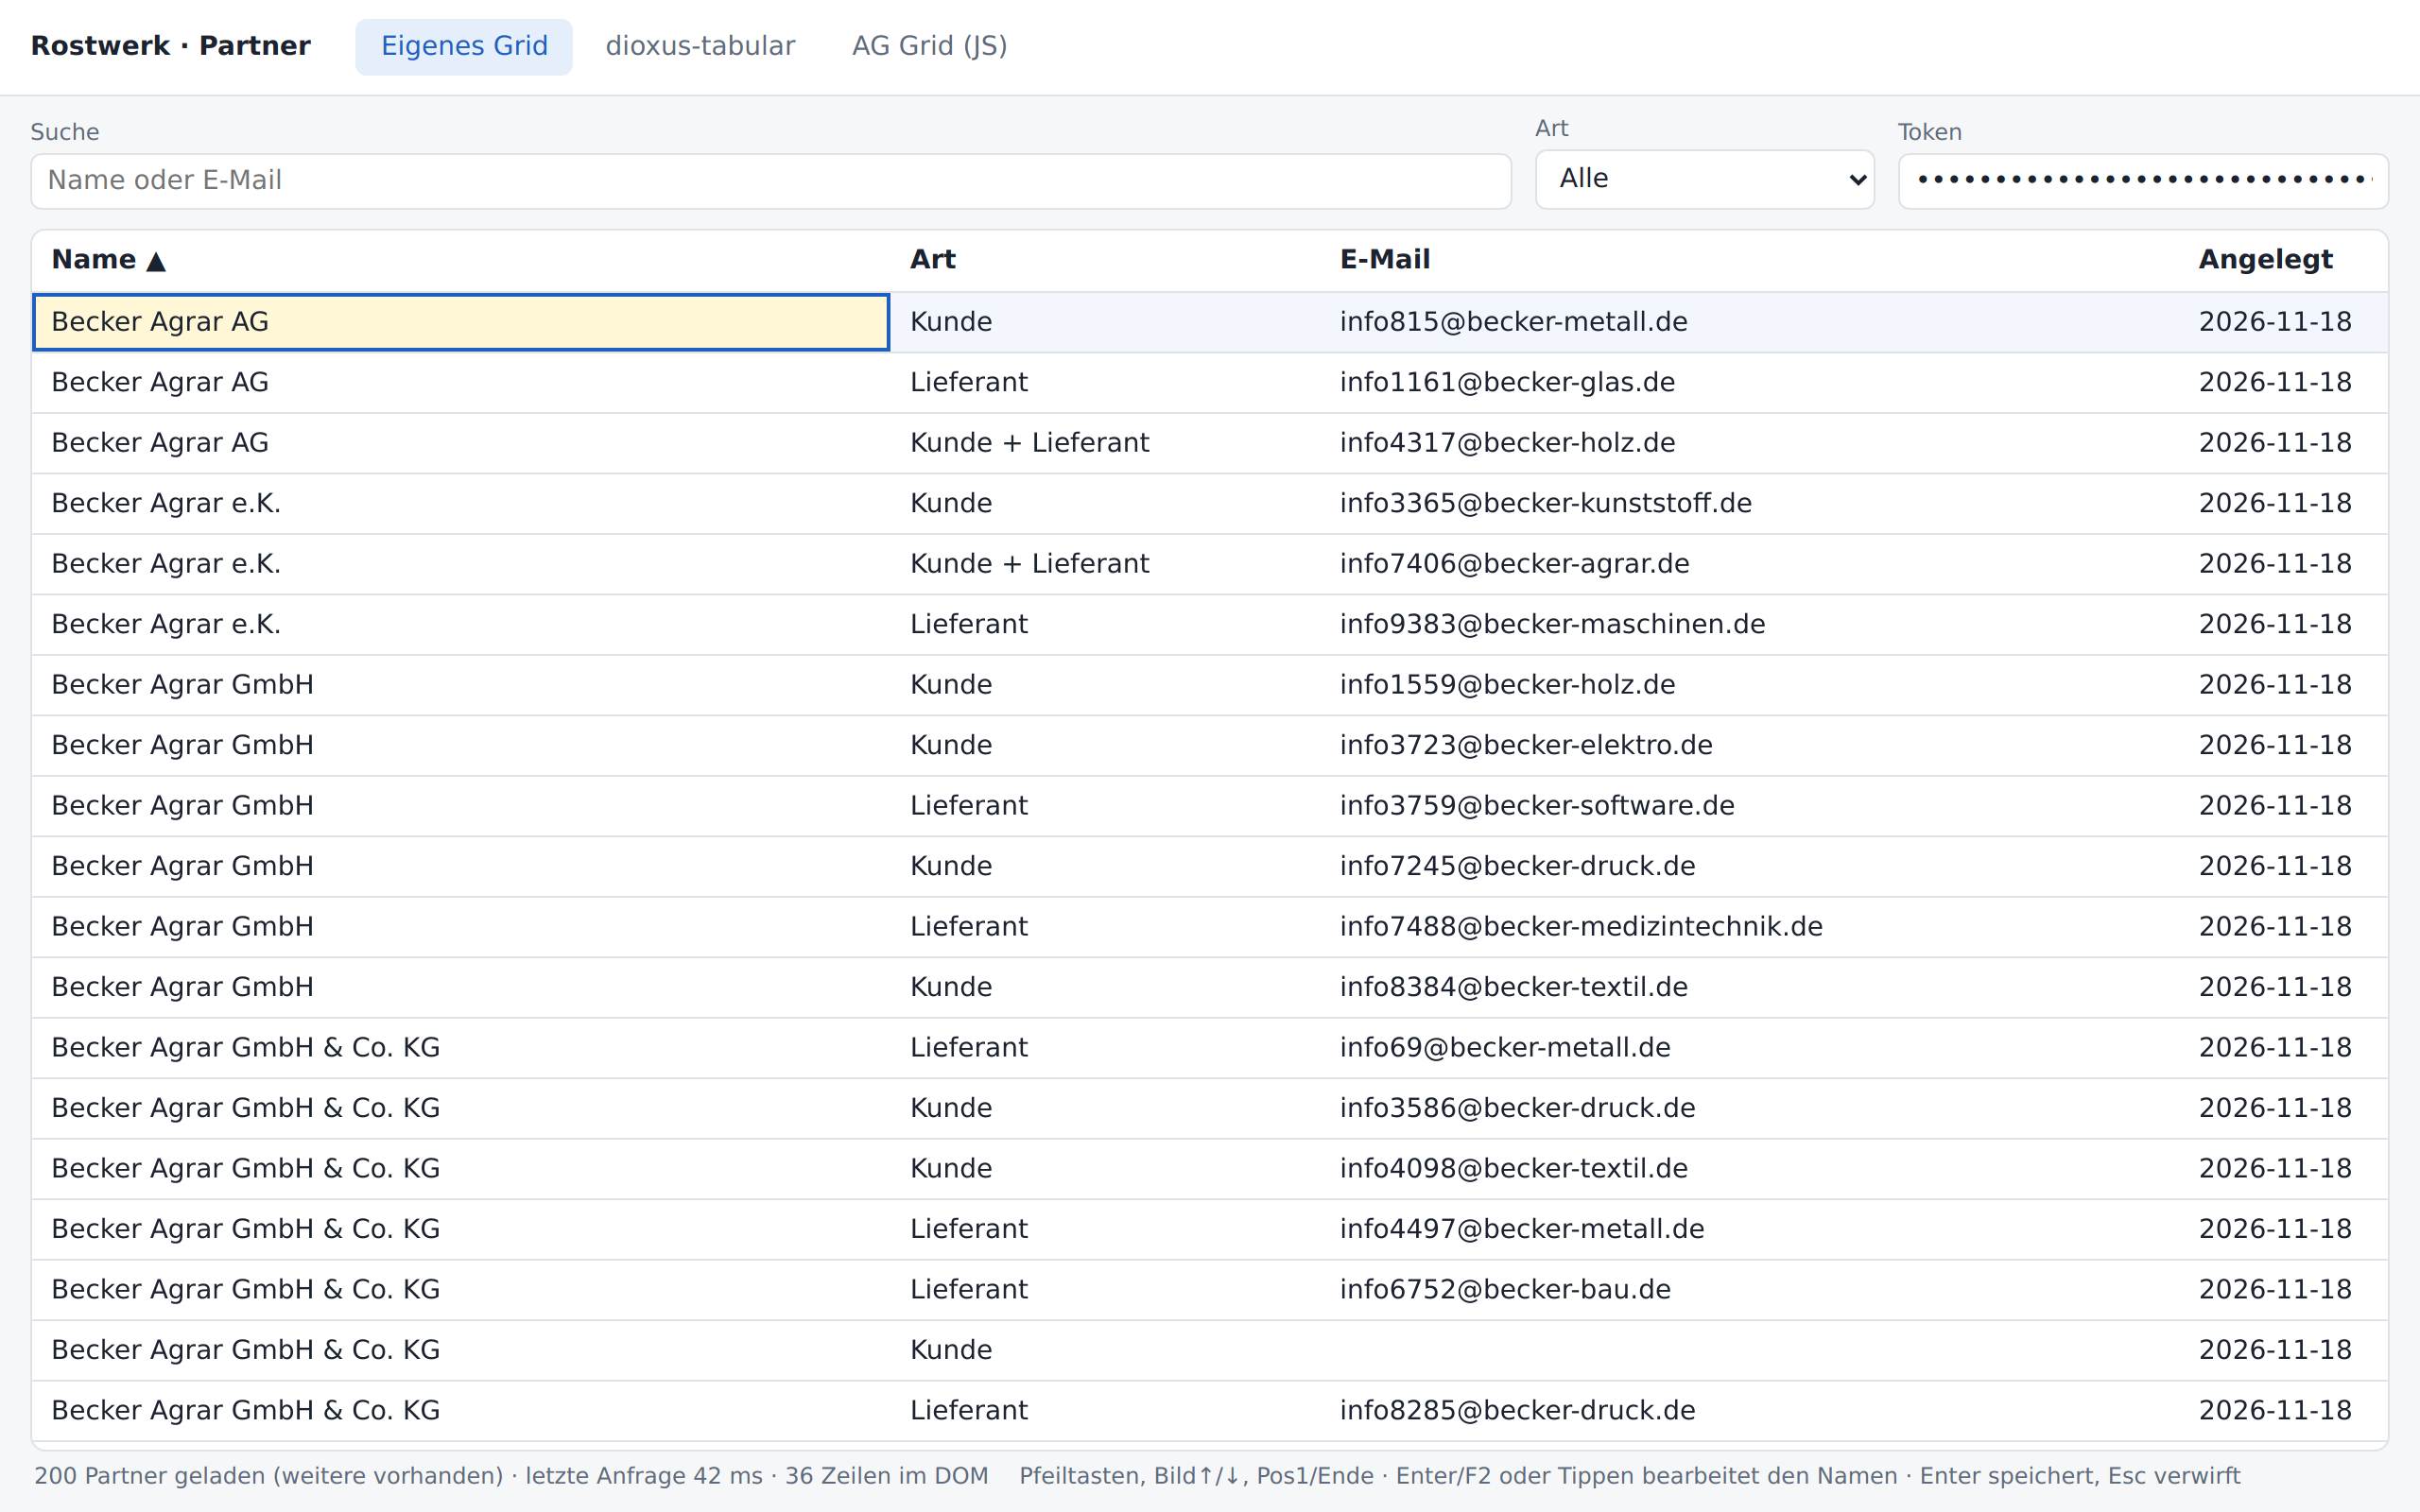 Rostwerk · Partner Eigenes Grid dioxus-tabular AG Grid (JS)
Suche Art Token
Name oder E-Mail Alle ••••••••••••••••••••••••••••••
Name ▲ Art E-Mail Angelegt
Becker Agrar AG Kunde info815@becker-metall.de 2026-11-18
Becker Agrar AG Lieferant info1161@becker-glas.de 2026-11-18
Becker Agrar AG Kunde + Lieferant info4317@becker-holz.de 2026-11-18
Becker Agrar e.K. Kunde info3365@becker-kunststoff.de 2026-11-18
Becker Agrar e.K. Kunde + Lieferant info7406@becker-agrar.de 2026-11-18
Becker Agrar e.K. Lieferant info9383@becker-maschinen.de 2026-11-18
Becker Agrar GmbH Kunde info1559@becker-holz.de 2026-11-18
Becker Agrar GmbH Kunde info3723@becker-elektro.de 2026-11-18
Becker Agrar GmbH Lieferant info3759@becker-software.de 2026-11-18
Becker Agrar GmbH Kunde info7245@becker-druck.de 2026-11-18
Becker Agrar GmbH Lieferant info7488@becker-medizintechnik.de 2026-11-18
Becker Agrar GmbH Kunde info8384@becker-textil.de 2026-11-18
Becker Agrar GmbH & Co. KG Lieferant info69@becker-metall.de 2026-11-18
Becker Agrar GmbH & Co. KG Kunde info3586@becker-druck.de 2026-11-18
Becker Agrar GmbH & Co. KG Kunde info4098@becker-textil.de 2026-11-18
Becker Agrar GmbH & Co. KG Lieferant info4497@becker-metall.de 2026-11-18
Becker Agrar GmbH & Co. KG Lieferant info6752@becker-bau.de 2026-11-18
Becker Agrar GmbH & Co. KG Kunde 2026-11-18
Becker Agrar GmbH & Co. KG Lieferant info8285@becker-druck.de 2026-11-18
200 Partner geladen (weitere vorhanden) · letzte Anfrage 42 ms · 36 Zeilen im DOM Pfeiltasten, Bild↑/↓, Pos1/Ende · Enter/F2 oder Tippen bearbeitet den Namen · Enter speichert, Esc verwirft